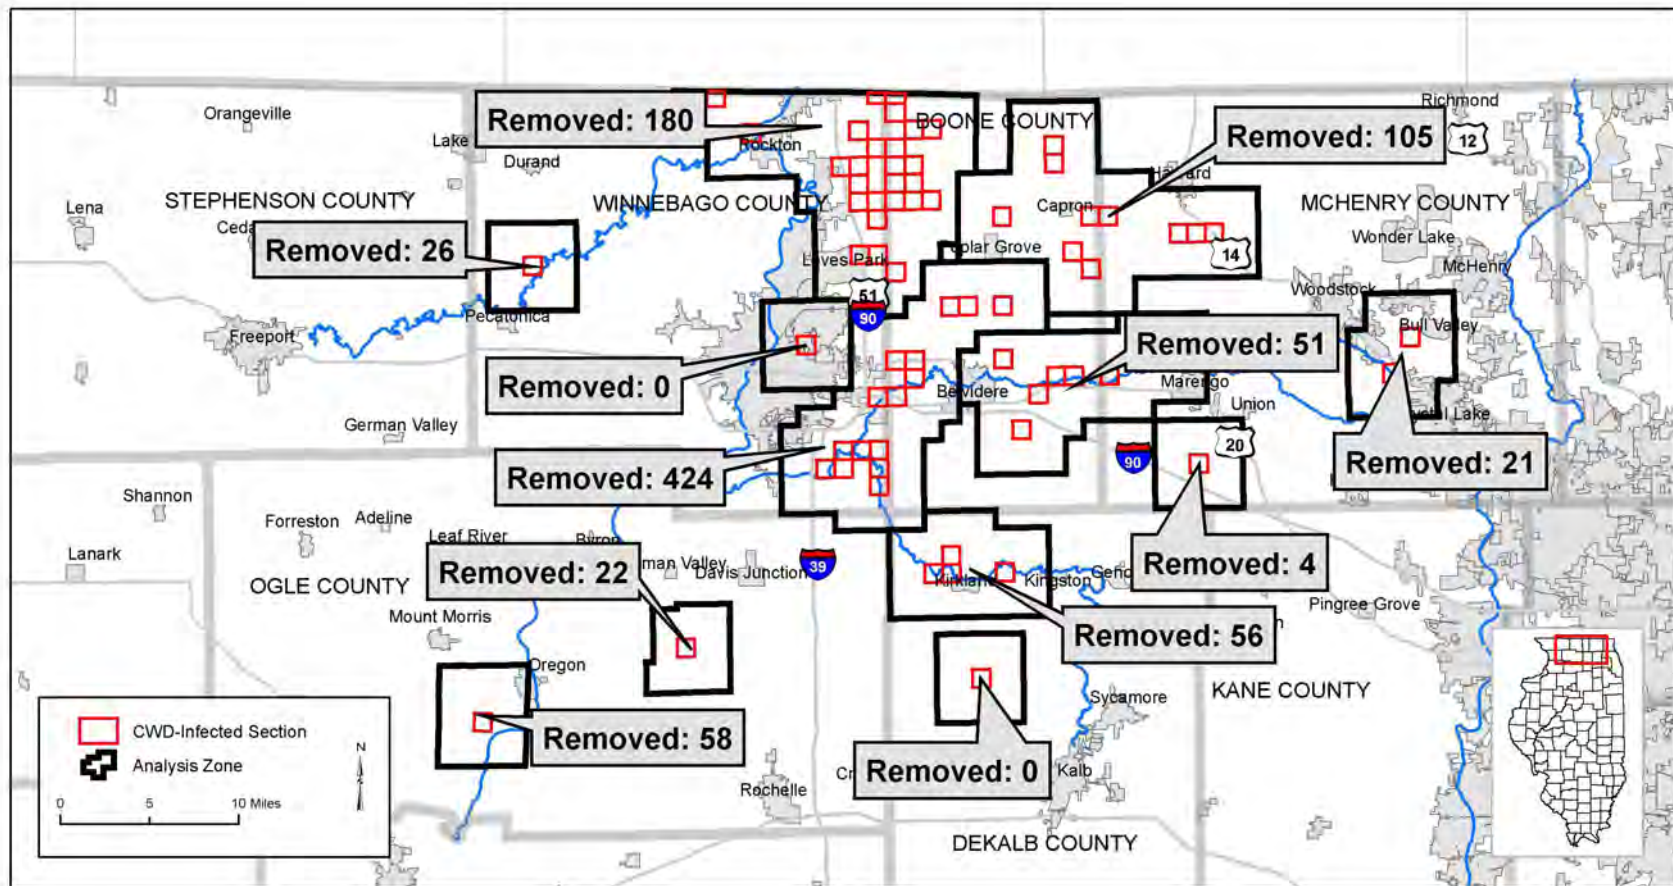 Richmond
12
Orangeville
Removed: 180
BOONE COUNTY
Removed: 105
Lake
Rockton
Durand
STEPHENSON COUNTY
WINNEBAGO COUNTY
Capron
MCHENRY COUNTY
Lena
Removed: 26
Wonder Lake
Loves Park
14
McHenry
Woodstock
51
90
Pecatonica
Freeport
Bull Valley
Removed: 0
Removed: 51
Marengo
Belvidere
Union
German Valley
20
90
Removed: 424
Removed: 21
Shannon
Forreston
Adeline
Leaf River
Lanark
Removed: 22
Davis Junction
39
Removed: 4
OGLE COUNTY
Kingston
Mount Morris
Pingree Grove
Removed: 56
Oregon
Sycamore
KANE COUNTY
CWD-Infected Section
Analysis Zone
N
0 5 10 Miles
Removed: 58
Removed: 0
Kalb
Rochelle
DEKALB COUNTY